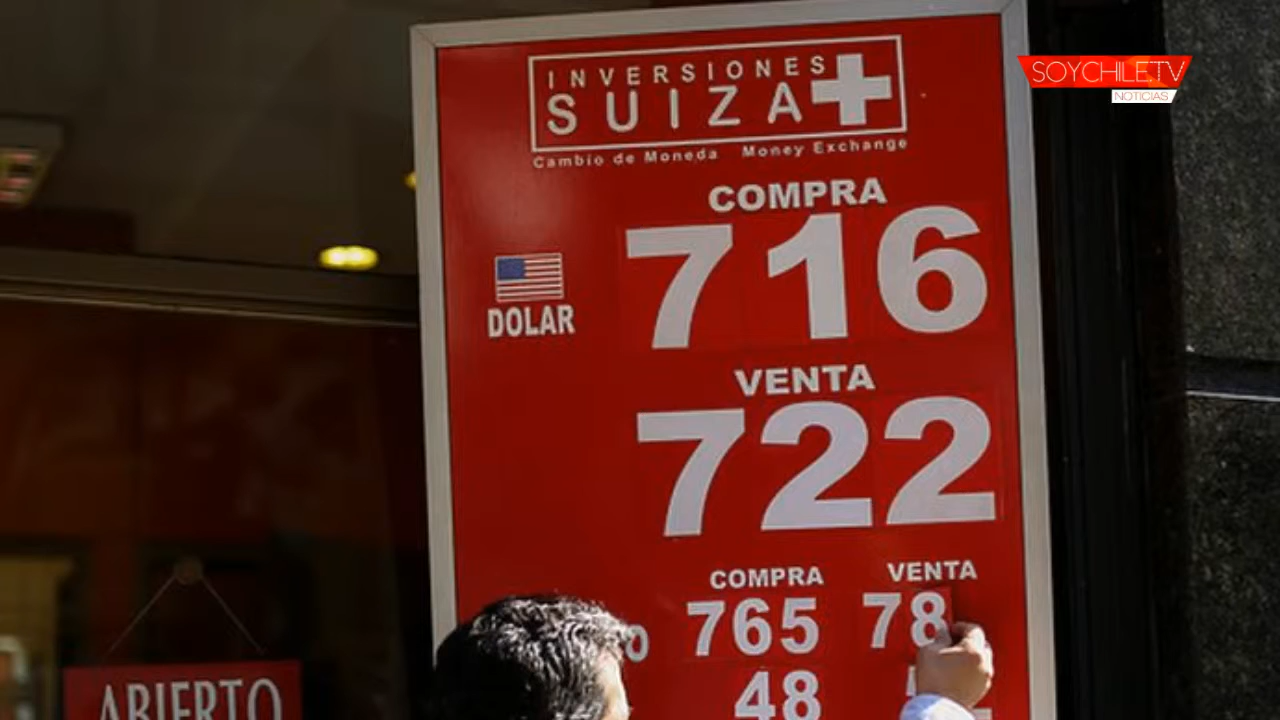 SOYCHILE.TV
NOTICIAS
INVERSIONES
SUIZA
Cambio de Moneda Money Exchange
COMPRA
716
DOLAR
VENTA
722
COMPRA VENTA
765 78
48
ABIERTO